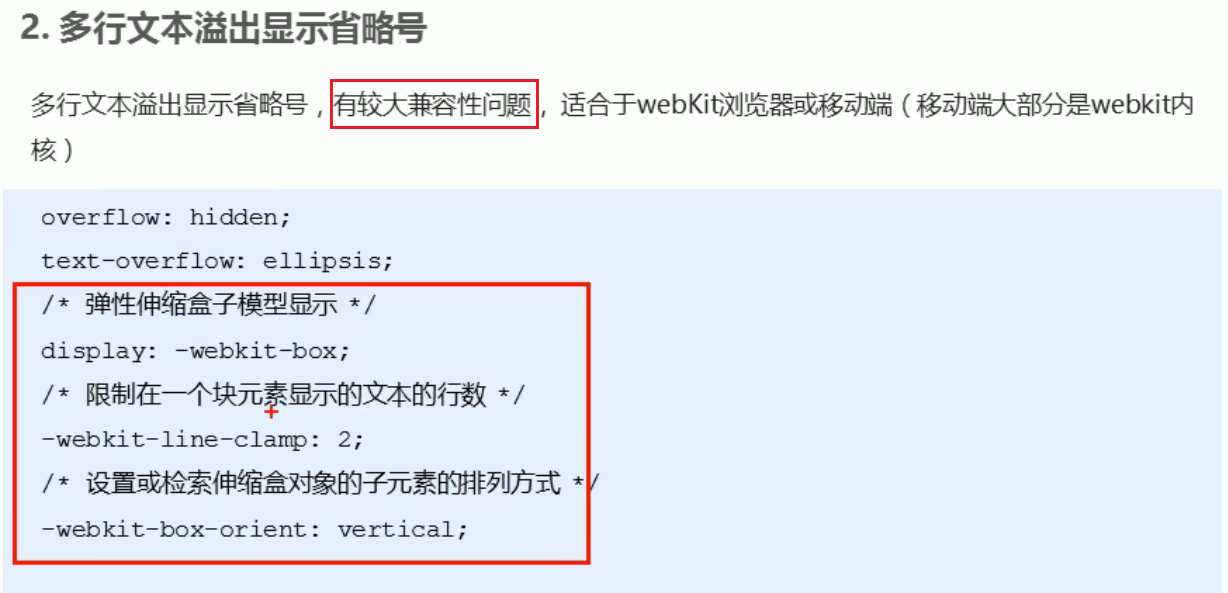 2. 多行文本溢出显示省略号
多行文本溢出显示省略号，有较大兼容性问题，适合于webKit浏览器或移动端（移动端大部分是webkit内
核）
overflow: hidden;
text-overflow: ellipsis;
/* 弹性伸缩盒子模型显示 */
display: -webkit-box;
/* 限制在一个块元素显示的文本的行数 */
-webkit-line-clamp: 2;
/* 设置或检索伸缩盒对象的子元素的排列方式 */
-webkit-box-orient: vertical;